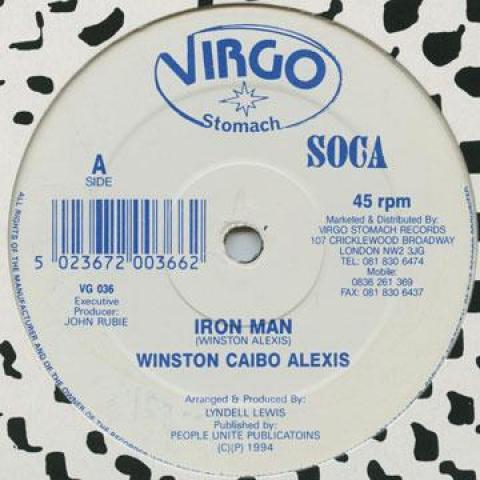 VIRGO
Stomach
SOCA
A
SIDE
45 rpm
Marketed & Distributed By:
VIRGO STOMACH RECORDS
107 CRICKLEWOOD BROADWAY
LONDON NW2 3JG
TEL: 081 830 6474
Mobile:
0836 261 369
FAX: 081 830 6437
5 023672 003662
VG 036
Executive
Producer:
JOHN RUBIE
IRON MAN
(WINSTON ALEXIS)
WINSTON CAIBO ALEXIS
Arranged & Produced By:
LYNDELL LEWIS
Published by:
PEOPLE UNITE PUBLICATOINS
(C)(P) 1994
ALL RIGHTS OF THE MANUFACTURER AND OF THE OWNER OF THE RECORDED